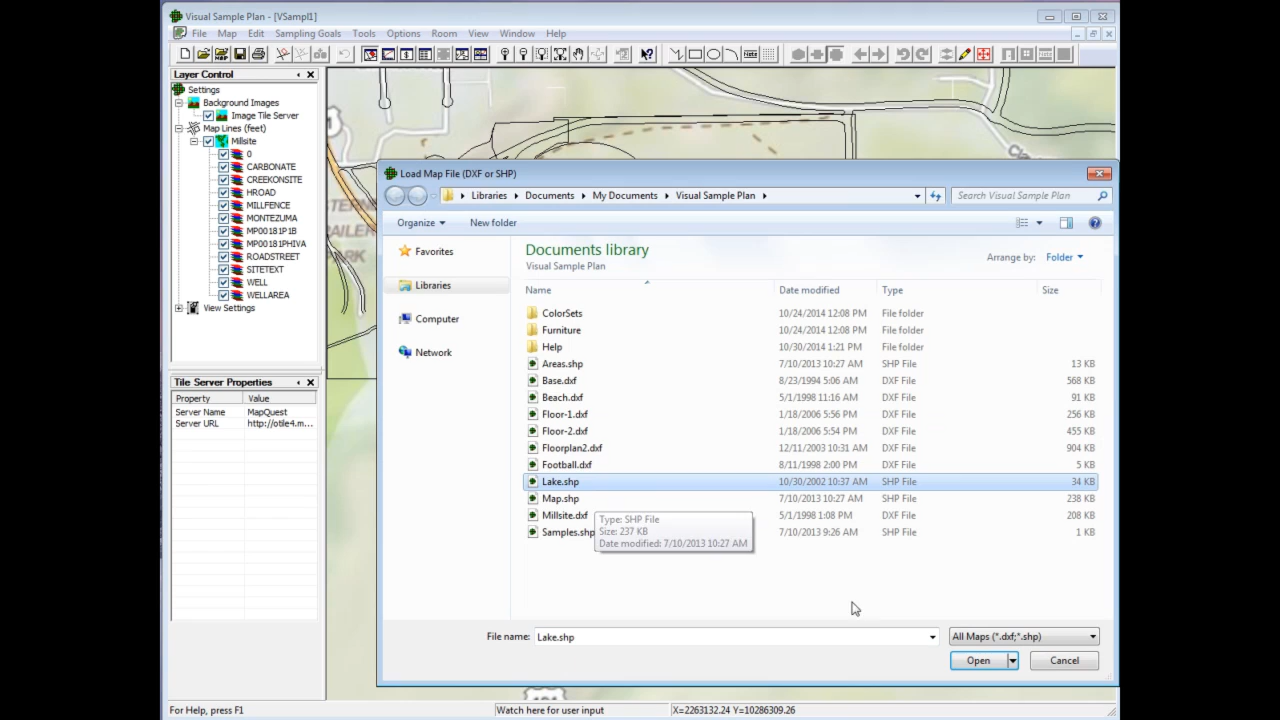 Visual Sample Plan - [VSampl1]
File Map Edit Sampling Goals Tools Options Room View Window Help
Layer Control
Settings
Background Images
Image Tile Server
Map Lines (feet)
Millsite
0
CARBONATE
CREEKONSITE
HROAD
MILLFENCE
MONTEZUMA
MP00181P1B
MP00181PHIVA
ROADSTREET
SITETEXT
WELL
WELLAREA
View Settings
Tile Server Properties
Property Value
Server Name MapQuest
Server URL http://otile4.m...
Load Map File (DXF or SHP)
Libraries Documents My Documents Visual Sample Plan
Search Visual Sample Plan
Organize New folder
Favorites
Libraries
Computer
Network
Documents library
Visual Sample Plan
Arrange by: Folder
Name Date modified Type Size
ColorSets 10/24/2014 12:08 PM File folder
Furniture 10/24/2014 12:08 PM File folder
Help 10/30/2014 1:21 PM File folder
Areas.shp 7/10/2013 10:27 AM SHP File 13 KB
Base.dxf 8/23/1994 5:06 AM DXF File 568 KB
Beach.dxf 5/1/1998 11:16 AM DXF File 91 KB
Floor-1.dxf 1/18/2006 5:56 PM DXF File 256 KB
Floor-2.dxf 1/18/2006 5:54 PM DXF File 455 KB
Floorplan2.dxf 12/11/2003 10:31 AM DXF File 904 KB
Football.dxf 8/11/1998 2:00 PM DXF File 5 KB
Lake.shp 10/30/2002 10:37 AM SHP File 34 KB
Map.shp 7/10/2013 10:27 AM SHP File 238 KB
Millsite.dxf 5/1/1998 1:08 PM DXF File 208 KB
Samples.shp 7/10/2013 9:26 AM SHP File 1 KB
Type: SHP File
Size: 237 KB
Date modified: 7/10/2013 10:27 AM
File name: Lake.shp
All Maps (*.dxf;*.shp)
Open Cancel
For Help, press F1
Watch here for user input
X=2263132.24 Y=10286309.26